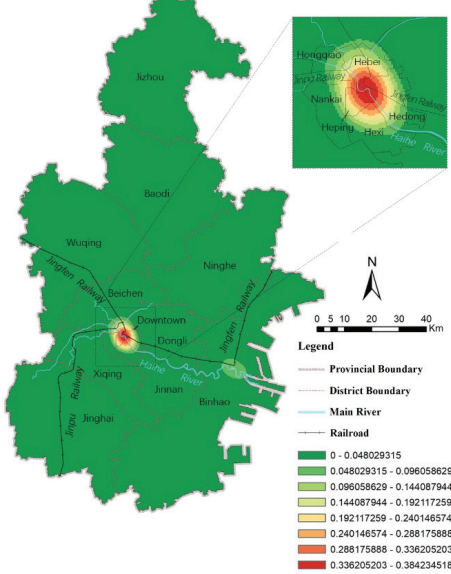 Jizhou
Hongqiao
Hebei
Jinpu Railway
Jingfen Railway
Nankai
Hedong
Heping
Hexi
Haihe River
Baodi
Wuqing
Ninghe
Jingfen Railway
Beichen
Jingfen Railway
Downtown
Dongli
Haihe River
Xiqing
Jinnan
Jinpu Railway
Jinghai
Binhao
N
0 5 10 20 30 40
Km
Legend
Provincial Boundary
District Boundary
Main River
Railroad
0 - 0.048029315
0.048029315 - 0.096058629
0.096058629 - 0.144087944
0.144087944 - 0.192117259
0.192117259 - 0.240146574
0.240146574 - 0.288175888
0.288175888 - 0.336205203
0.336205203 - 0.384234518